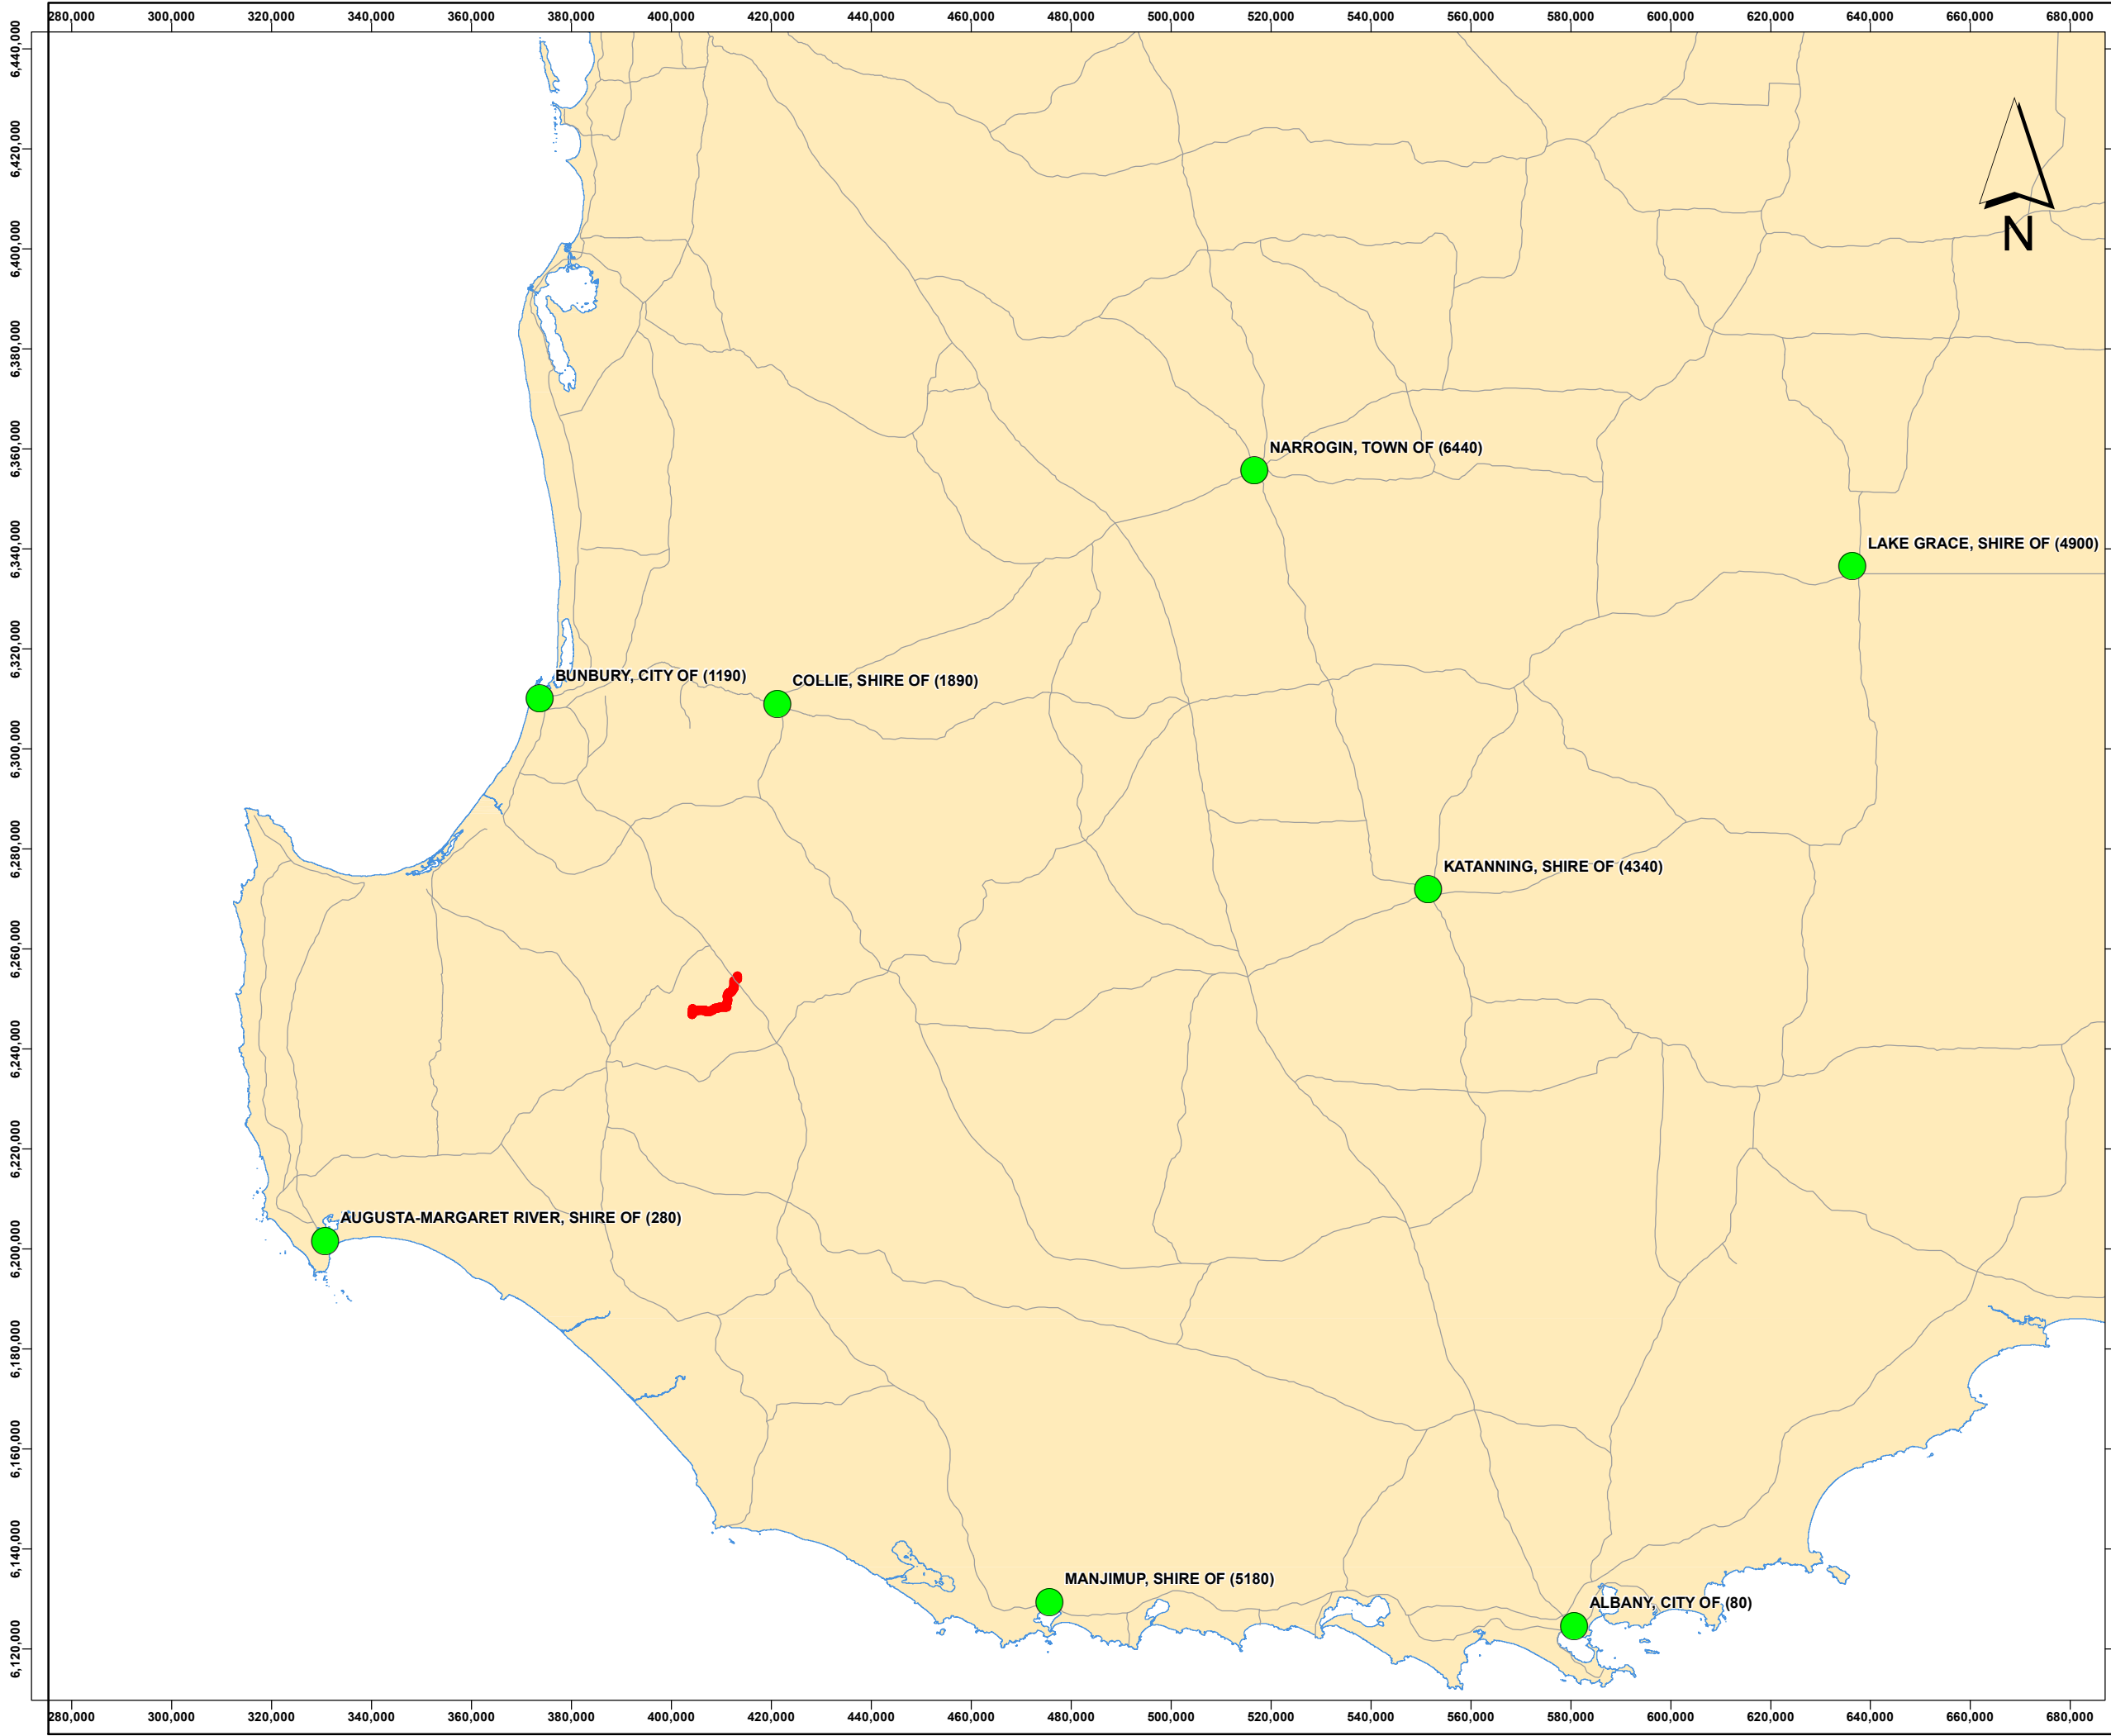 280,000 300,000 320,000 340,000 360,000 380,000 400,000 420,000 440,000 460,000 480,000 500,000 520,000 540,000 560,000 580,000 600,000 620,000 640,000 660,000 680,000
6,440,000
6,420,000
6,400,000
6,380,000
6,360,000
6,340,000
6,320,000
6,300,000
6,280,000
6,260,000
6,240,000
6,220,000
6,200,000
6,180,000
6,160,000
6,140,000
6,120,000
N
NARROGIN, TOWN OF (6440)
LAKE GRACE, SHIRE OF (4900)
BUNBURY, CITY OF (1190)
COLLIE, SHIRE OF (1890)
KATANNING, SHIRE OF (4340)
AUGUSTA-MARGARET RIVER, SHIRE OF (280)
MANJIMUP, SHIRE OF (5180)
ALBANY, CITY OF (80)
280,000 300,000 320,000 340,000 360,000 380,000 400,000 420,000 440,000 460,000 480,000 500,000 520,000 540,000 560,000 580,000 600,000 620,000 640,000 660,000 680,000